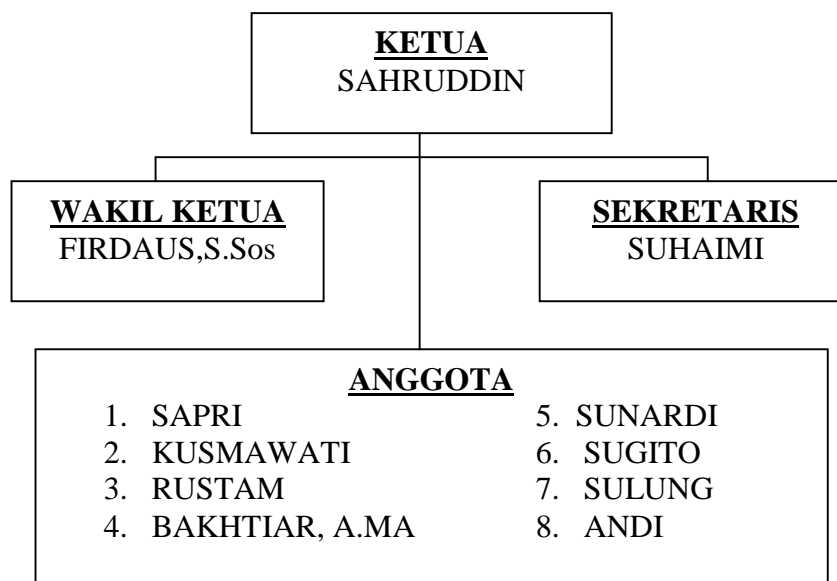 KETUA
SAHRUDDIN
WAKIL KETUA
FIRDAUS,S.Sos
SEKRETARIS
SUHAIMI
ANGGOTA
1. SAPRI
2. KUSMAWATI
3. RUSTAM
4. BAKHTIAR, A.MA
5. SUNARDI
6. SUGITO
7. SULUNG
8. ANDI